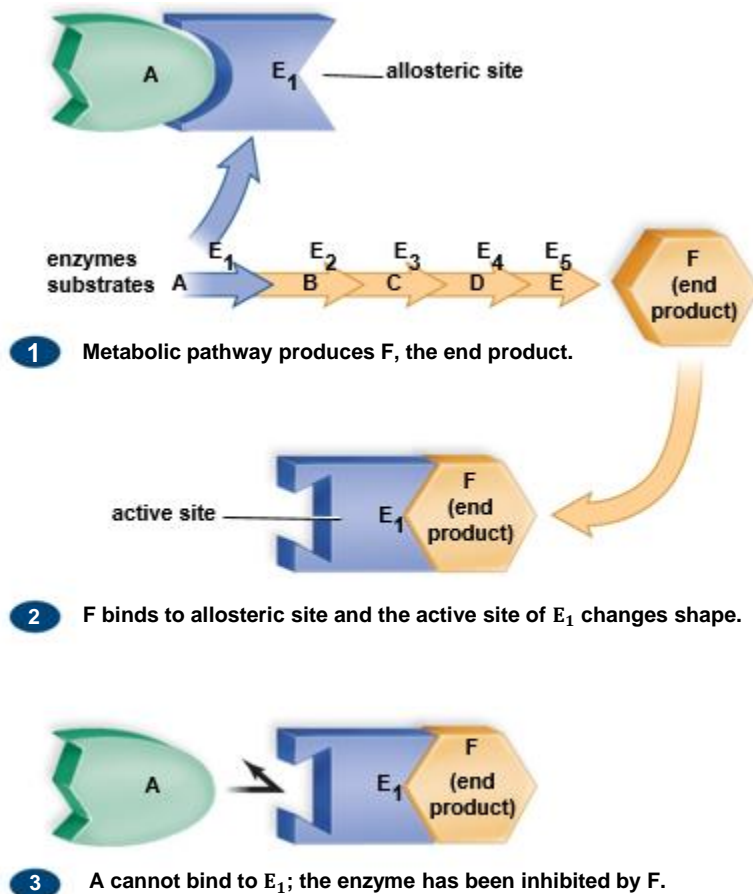 A
E₁
allosteric site
E₁ E₂ E₃ E₄ E₅
enzymes
substrates A B C D E
F
(end
product)
1 Metabolic pathway produces F, the end product.
active site
E₁
F
(end
product)
2 F binds to allosteric site and the active site of E₁ changes shape.
A
E₁
F
(end
product)
3 A cannot bind to E₁; the enzyme has been inhibited by F.